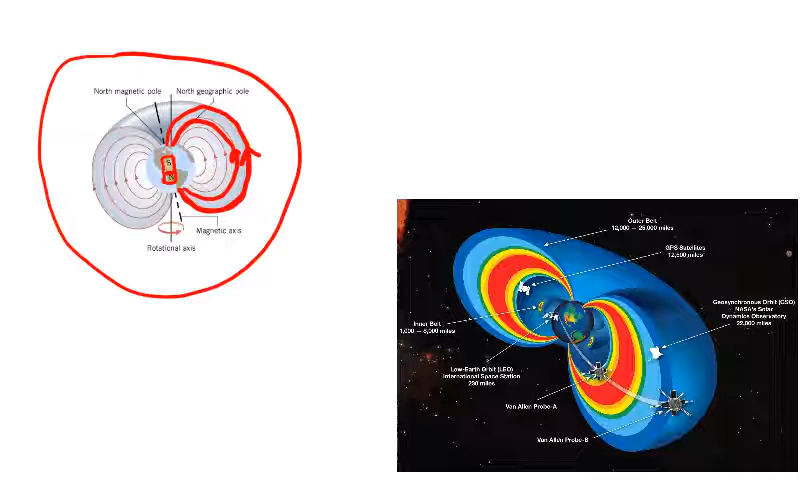 North magnetic pole
North geographic pole
S
N
Magnetic axis
Rotational axis
Outer Belt
12,000 – 25,000 miles
GPS Satellites
12,500 miles
Geosynchronous Orbit (GSO)
NASA's Solar
Dynamics Observatory
22,000 miles
Inner Belt
1,000 – 8,000 miles
Low-Earth Orbit (LEO)
International Space Station
230 miles
Van Allen Probe-A
Van Allen Probe-B